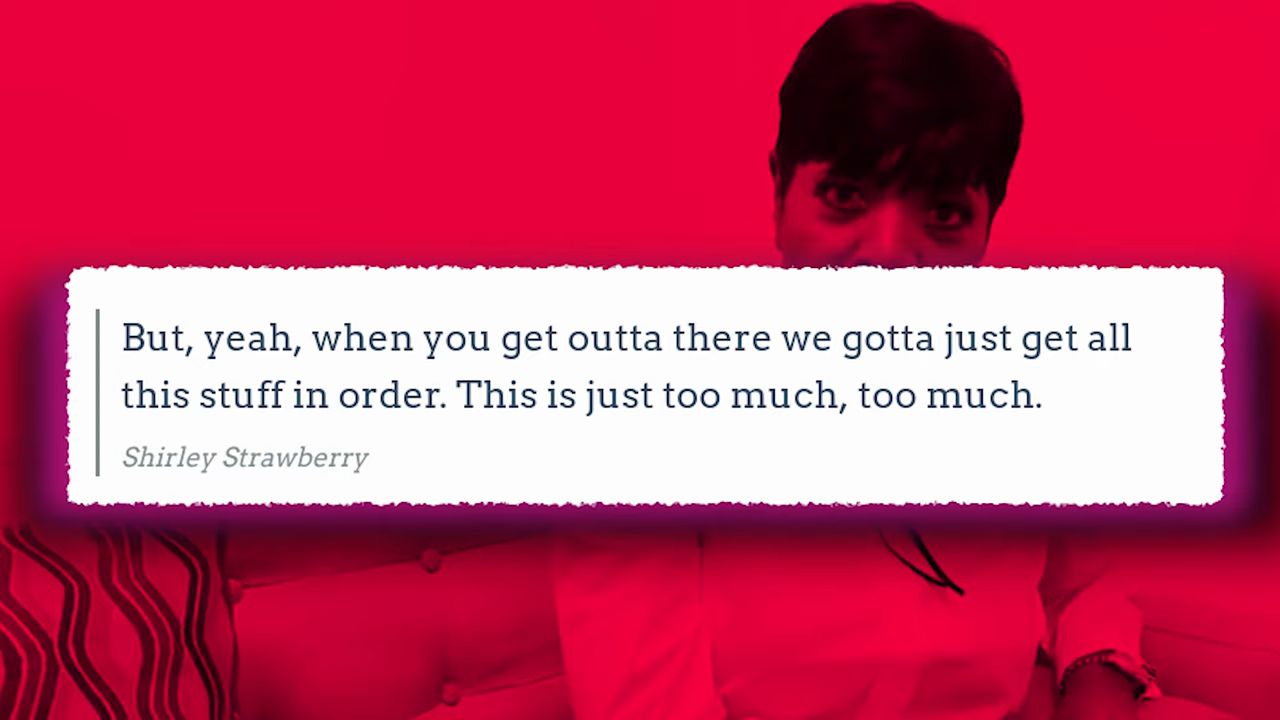 But, yeah, when you get outta there we gotta just get all
this stuff in order. This is just too much, too much.
Shirley Strawberry